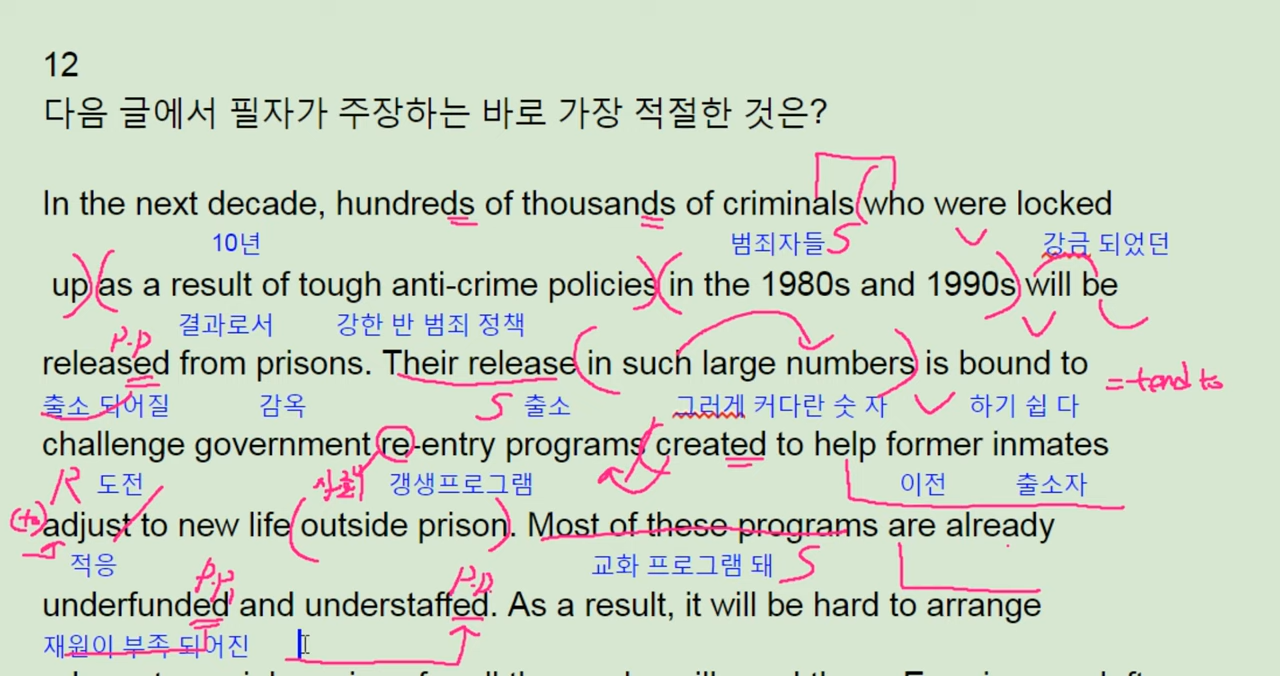 12
다음 글에서 필자가 주장하는 바로 가장 적절한 것은?
In the next decade, hundreds of thousands of criminals who were locked
10년 범죄자들 S 강금 되었던
up as a result of tough anti-crime policies in the 1980s and 1990s will be
결과로서 강한 반 범죄 정책
P.P
released from prisons. Their release in such large numbers is bound to = tend to
출소 되어질 감옥 S 출소 그러게 커다란 숫 자 하기 쉽 다
challenge government re-entry programs created to help former inmates
R 도전 갱생프로그램 이전 출소자
(to) adjust to new life outside prison. Most of these programs are already
적응 교화 프로그램 돼 S
P.P P.P
underfunded and understaffed. As a result, it will be hard to arrange
재원이 부족 되어진